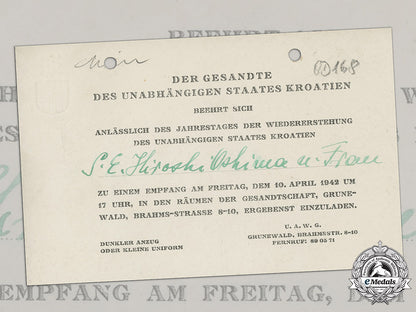 DER GESANDTE
DES UNABHÄNGIGEN STAATES KROATIEN
BEEHRT SICH
ANLÄSSLICH DES JAHRESTAGES DER WIEDERERSTEHUNG
DES UNABHÄNGIGEN STAATES KROATIEN
S.E. Hiroshi Oshima u. Frau
ZU EINEM EMPFANG AM FREITAG, DEM 10. APRIL 1942 UM
17 UHR, IN DEN RÄUMEN DER GESANDTSCHAFT, GRUNE-
WALD, BRAHMS-STRASSE 8-10, ERGEBENST EINZULADEN.
U. A. W. G.
DUNKLER ANZUG
ODER KLEINE UNIFORM
GRUNEWALD, BRAHMSTR. 8-10
FERNRUF: 89 05 71
EMPFANG AM FREITAG,
eMedals